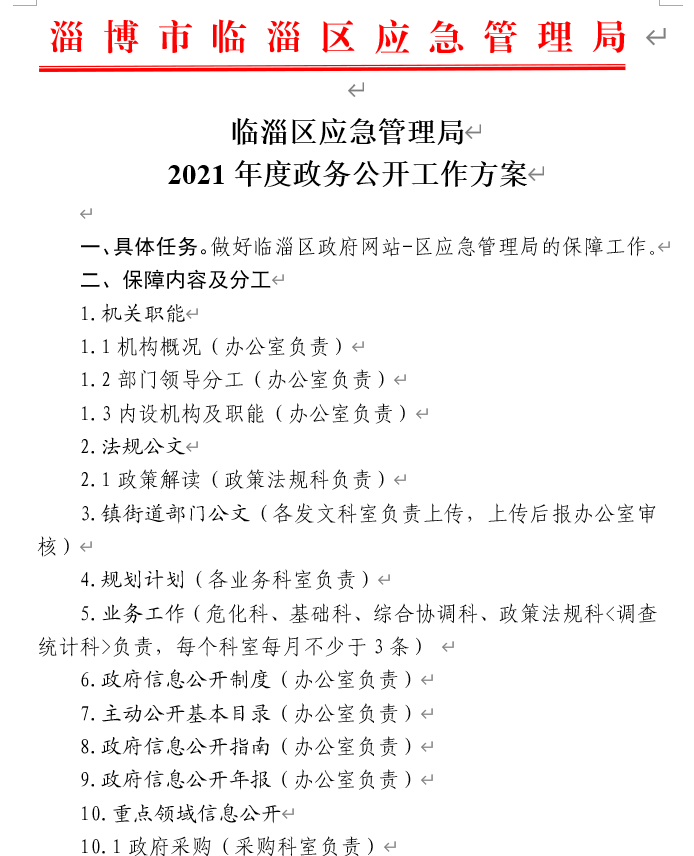 淄博市临淄区应急管理局
临淄区应急管理局
2021 年度政务公开工作方案
一、具体任务。做好临淄区政府网站-区应急管理局的保障工作。
二、保障内容及分工
1.机关职能
1.1 机构概况（办公室负责）
1.2 部门领导分工（办公室负责）
1.3 内设机构及职能（办公室负责）
2.法规公文
2.1 政策解读（政策法规科负责）
3.镇街道部门公文（各发文科室负责上传，上传后报办公室审
核）
4.规划计划（各业务科室负责）
5.业务工作（危化科、基础科、综合协调科、政策法规科<调查
统计科>负责，每个科室每月不少于 3 条）
6.政府信息公开制度（办公室负责）
7.主动公开基本目录（办公室负责）
8.政府信息公开指南（办公室负责）
9.政府信息公开年报（办公室负责）
10.重点领域信息公开
10.1 政府采购（采购科室负责）